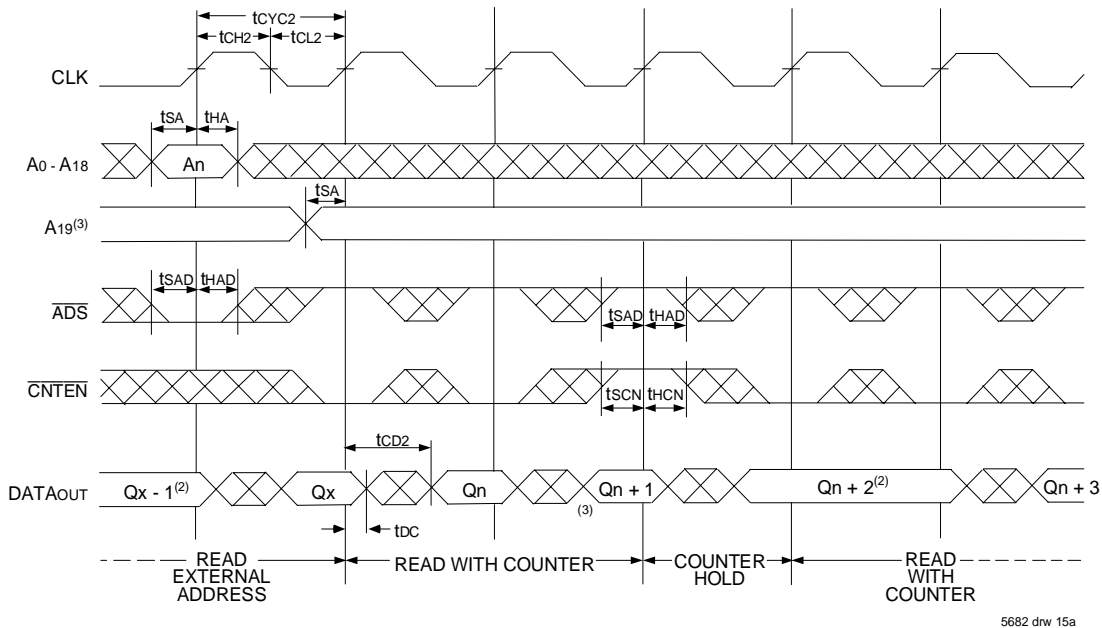 tCYC2
tCH2 tCL2
CLK
tSA tHA
A0 - A18 An
tSA
A19(3)
tSAD tHAD
ADS
tSAD tHAD
CNTEN
tSCN tHCN
tCD2
DATAOUT Qx - 1(2) Qx Qn Qn + 1 Qn + 2(2) Qn + 3
(3)
tDC
READ EXTERNAL ADDRESS
READ WITH COUNTER
COUNTER HOLD
READ WITH COUNTER
5682 drw 15a